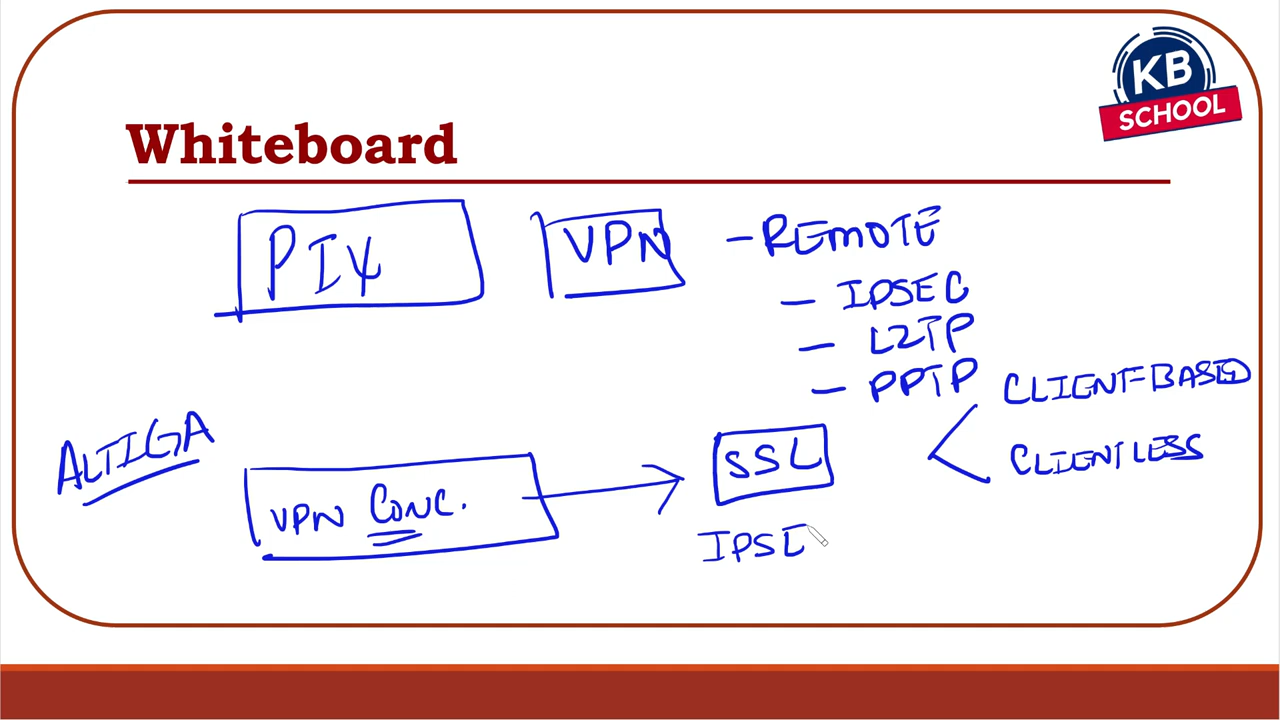 KB
SCHOOL
Whiteboard
PIX VPN - REMOTE
- IPSEC
- L2TP
- PPTP
CLIENT-BASED
ALTIGA
SSL
CLIENTLESS
VPN CONC.
IPSE